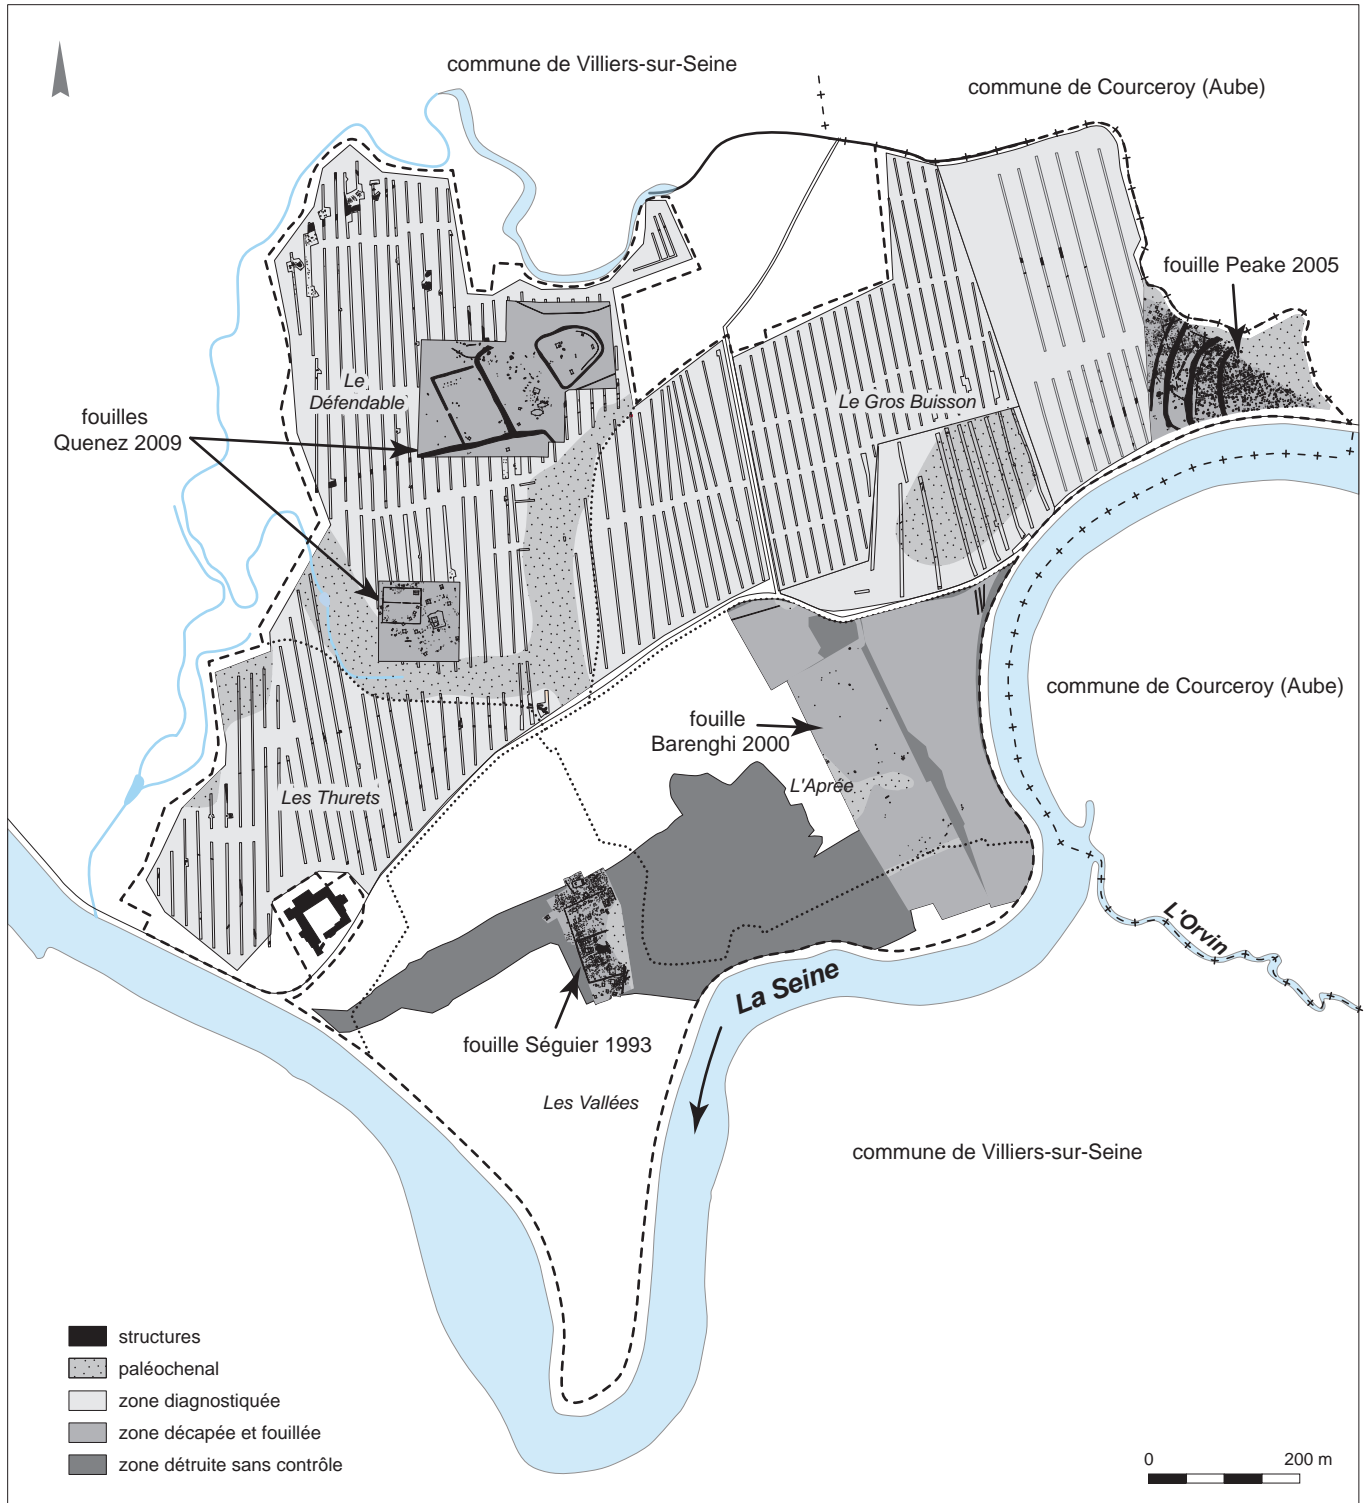 commune de Villiers-sur-Seine
commune de Courceroy (Aube)
fouille Peake 2005
Le
Défendable
Le Gros Buisson
fouilles
Quenez 2009
commune de Courceroy (Aube)
fouille
Barenghi 2000
L'Aprée
Les Thurets
L'Orvin
La Seine
fouille Séguier 1993
Les Vallées
commune de Villiers-sur-Seine
structures
paléochenal
zone diagnostiquée
zone décapée et fouillée
zone détruite sans contrôle
0 200 m